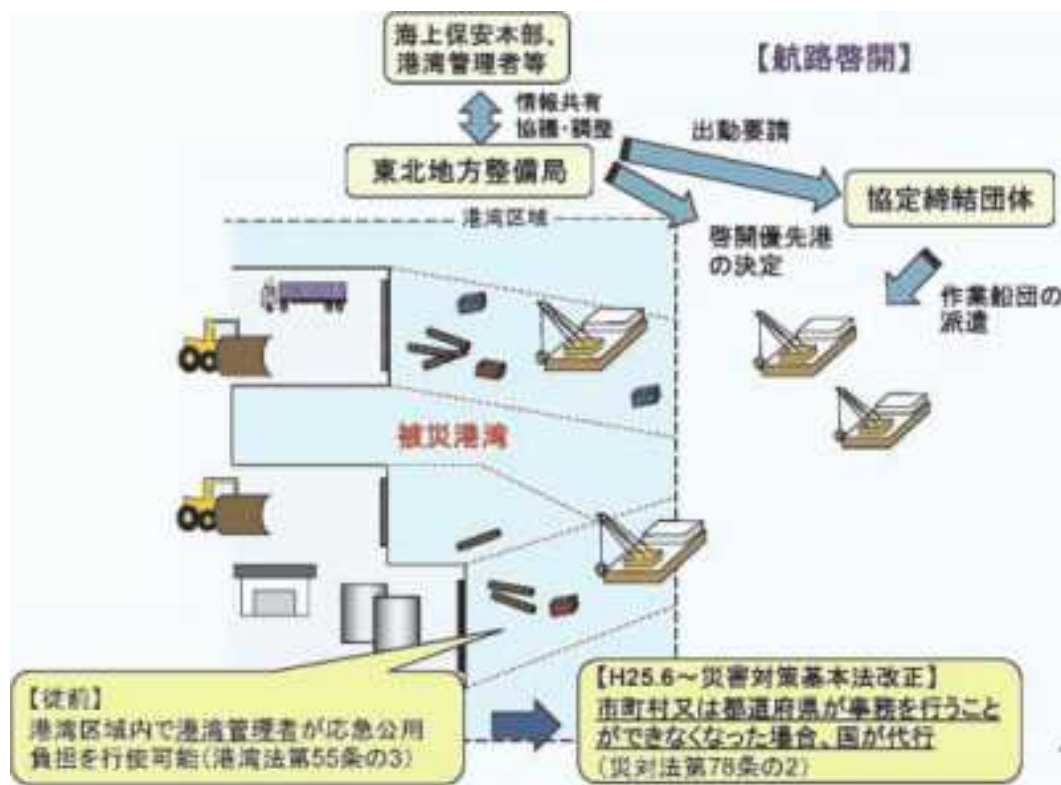 海上保安本部、
港湾管理者等
【航路啓開】
情報共有
協議・調整
出動要請
東北地方整備局
協定締結団体
港湾区域
啓開優先港
の決定
作業船団の
派遣
被災港湾
【従前】
港湾区域内で港湾管理者が応急公用
負担を行使可能(港湾法第55条の3)
【H25.6~災害対策基本法改正】
市町村又は都道府県が事務を行うこと
ができなくなった場合、国が代行
(災対法第78条の2)